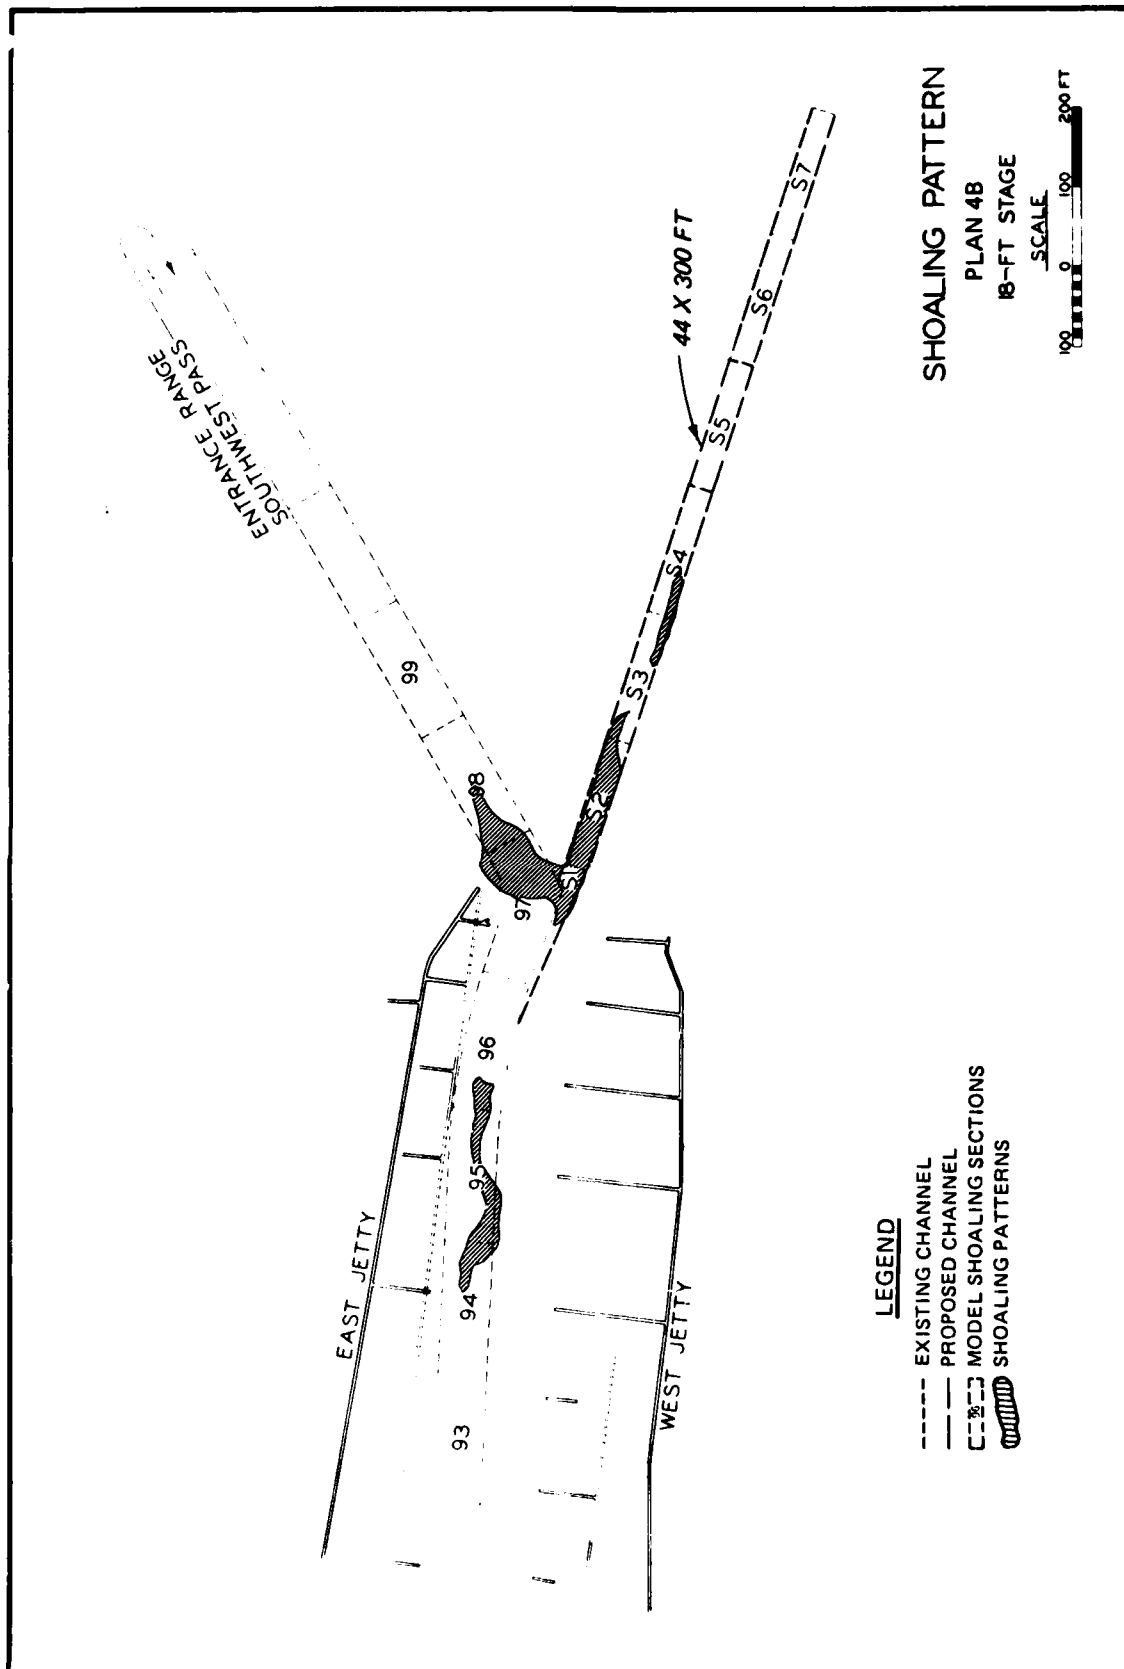 SHOALING PATTERN
PLAN 4B
18-FT STAGE
SCALE
100 0 100 200 FT
ENTRANCE RANGE
SOUTHWEST PASS
44 X 300 FT
EAST JETTY
WEST JETTY
93
94
95
96
97
98
99
S1
S2
S3
S4
S5
S6
S7
LEGEND
EXISTING CHANNEL
PROPOSED CHANNEL
MODEL SHOALING SECTIONS
SHOALING PATTERNS